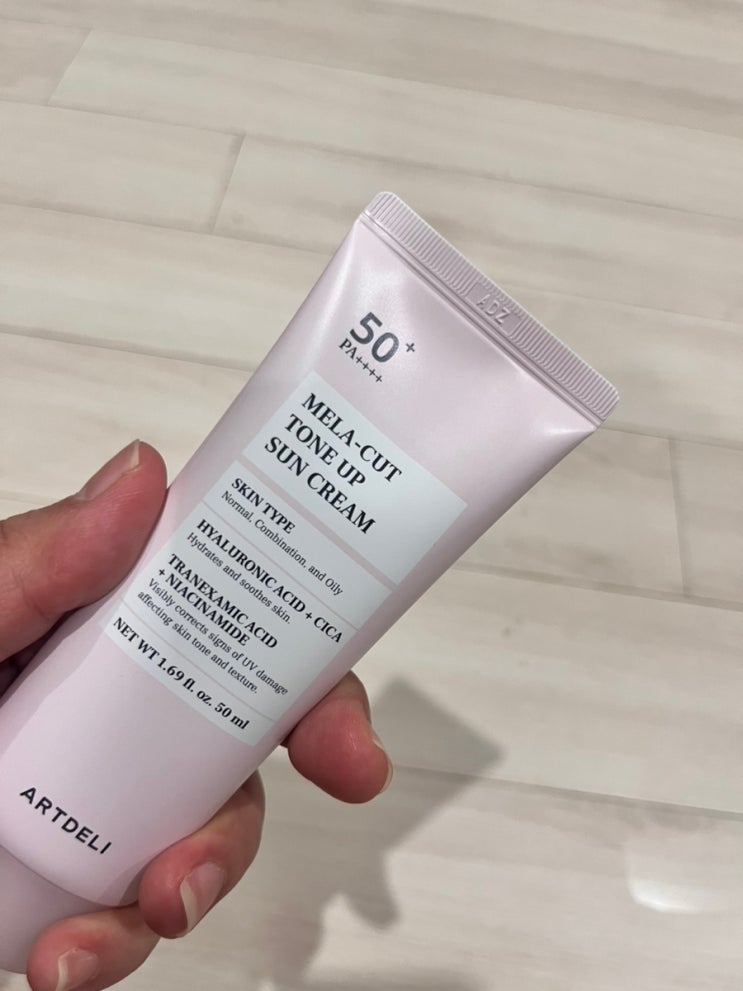 ADZ
50+
PA++++
MELA-CUT
TONE UP
SUN CREAM
SKIN TYPE
Normal, Combination, and Oily
HYALURONIC ACID + CICA
Hydrates and soothes skin.
TRANEXAMIC ACID
+ NIACINAMIDE
Visibly corrects signs of UV damage
affecting skin tone and texture.
NET WT 1.69 fl. oz. 50 ml
ARTDELI